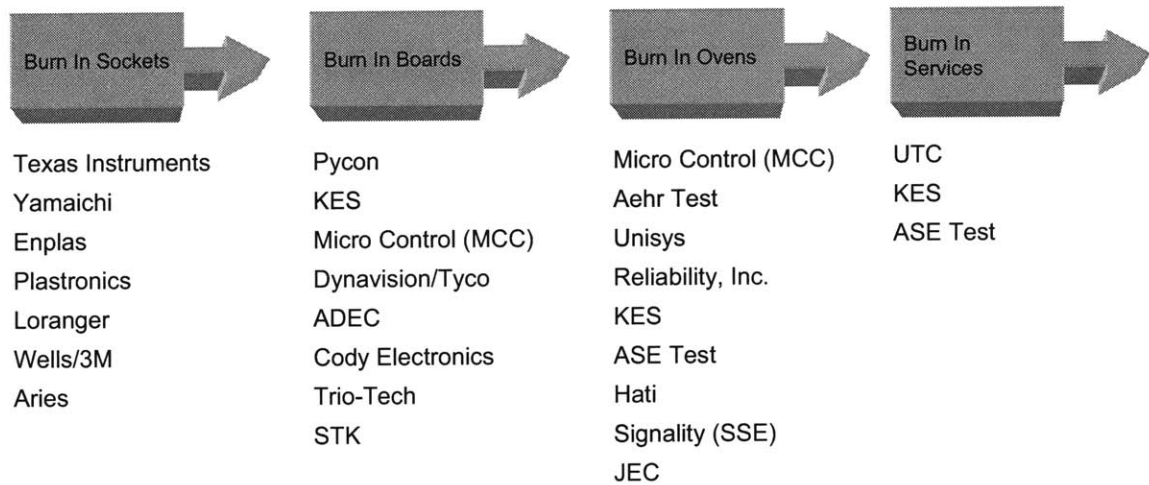 Burn In Sockets
Texas Instruments
Yamaichi
Enplas
Plastronics
Loranger
Wells/3M
Aries
Burn In Boards
Pycon
KES
Micro Control (MCC)
Dynavision/Tyco
ADEC
Cody Electronics
Trio-Tech
STK
Burn In Ovens
Micro Control (MCC)
Aehr Test
Unisys
Reliability, Inc.
KES
ASE Test
Hati
Signality (SSE)
JEC
Burn In
Services
UTC
KES
ASE Test